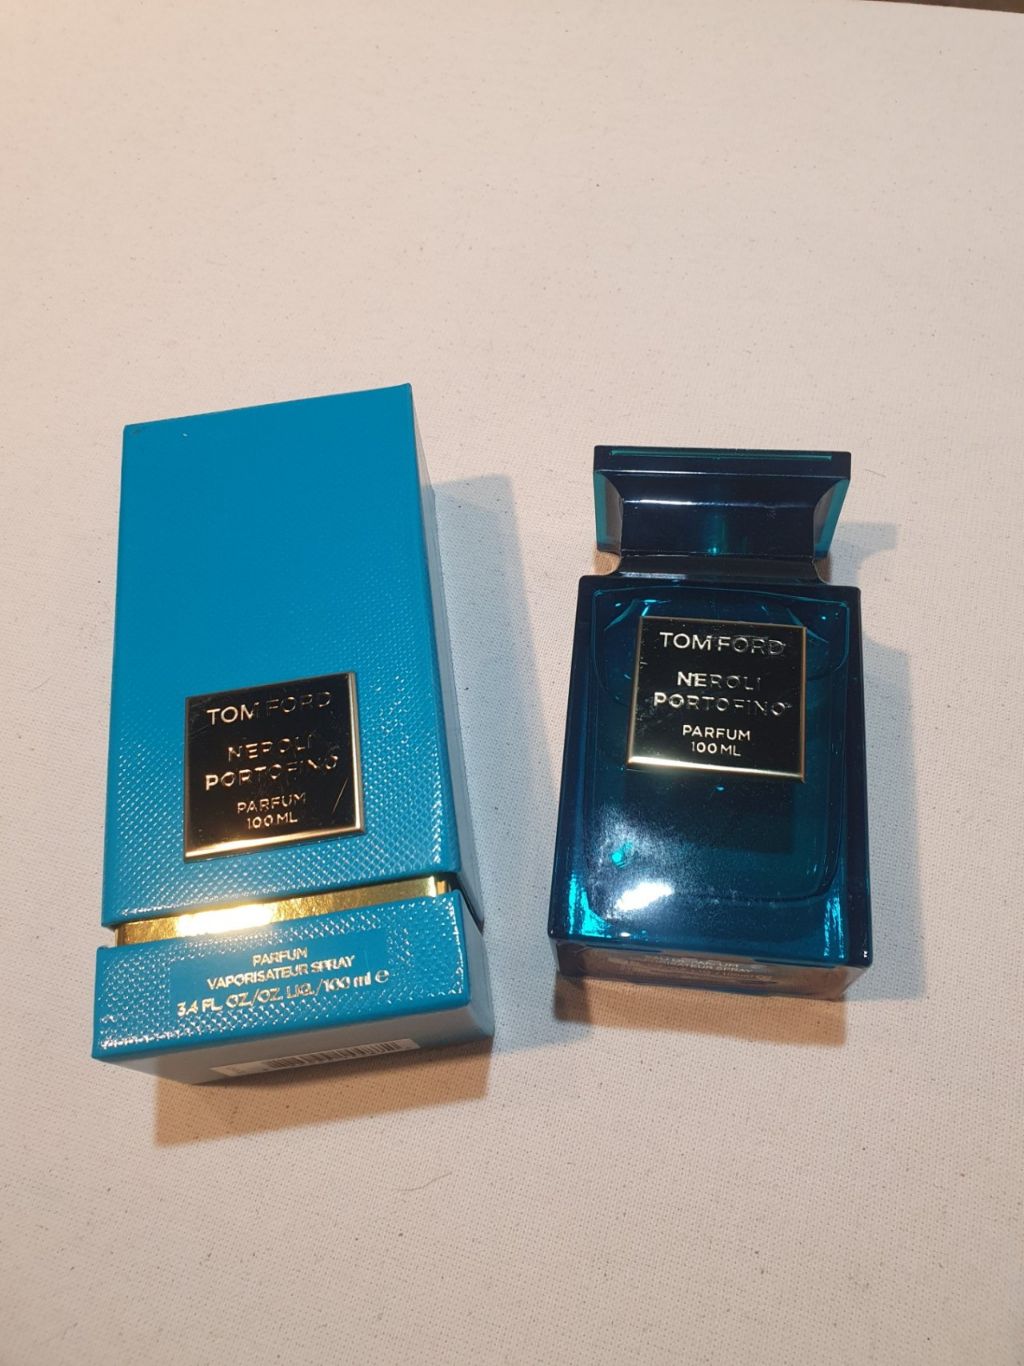 TOM FORD
NEROLI
PORTOFINO
PARFUM
100 ML
PARFUM
VAPORISATEUR SPRAY
3.4 FL. OZ./OZ. LIQ./100 ml ℮
TOM FORD
NEROLI
PORTOFINO
PARFUM
100 ML